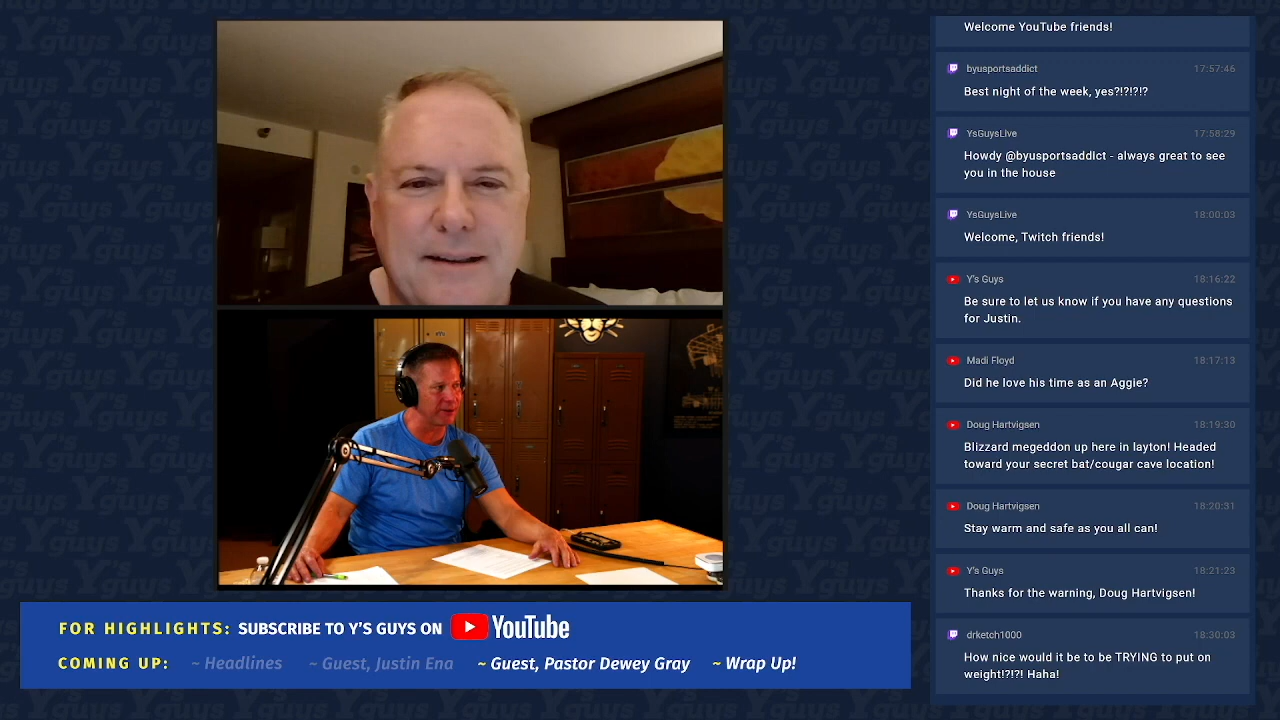 Welcome YouTube friends!
byusportsaddict 17:57:46
Best night of the week, yes?!?!?!?
YsGuysLive 17:58:29
Howdy @byusportsaddict - always great to see
you in the house
YsGuysLive 18:00:03
Welcome, Twitch friends!
Y's Guys 18:16:22
Be sure to let us know if you have any questions
for Justin.
Madi Floyd 18:17:13
Did he love his time as an Aggie?
Doug Hartvigsen 18:19:30
Blizzard megeddon up here in layton! Headed
toward your secret bat/cougar cave location!
Doug Hartvigsen 18:20:31
Stay warm and safe as you all can!
Y's Guys 18:21:23
Thanks for the warning, Doug Hartvigsen!
drketch1000 18:30:03
How nice would it be to be TRYING to put on
weight!?!?! Haha!
FOR HIGHLIGHTS: SUBSCRIBE TO Y'S GUYS ON YouTube
COMING UP: ~ Headlines ~ Guest, Justin Ena ~ Guest, Pastor Dewey Gray ~ Wrap Up!
Y's guys